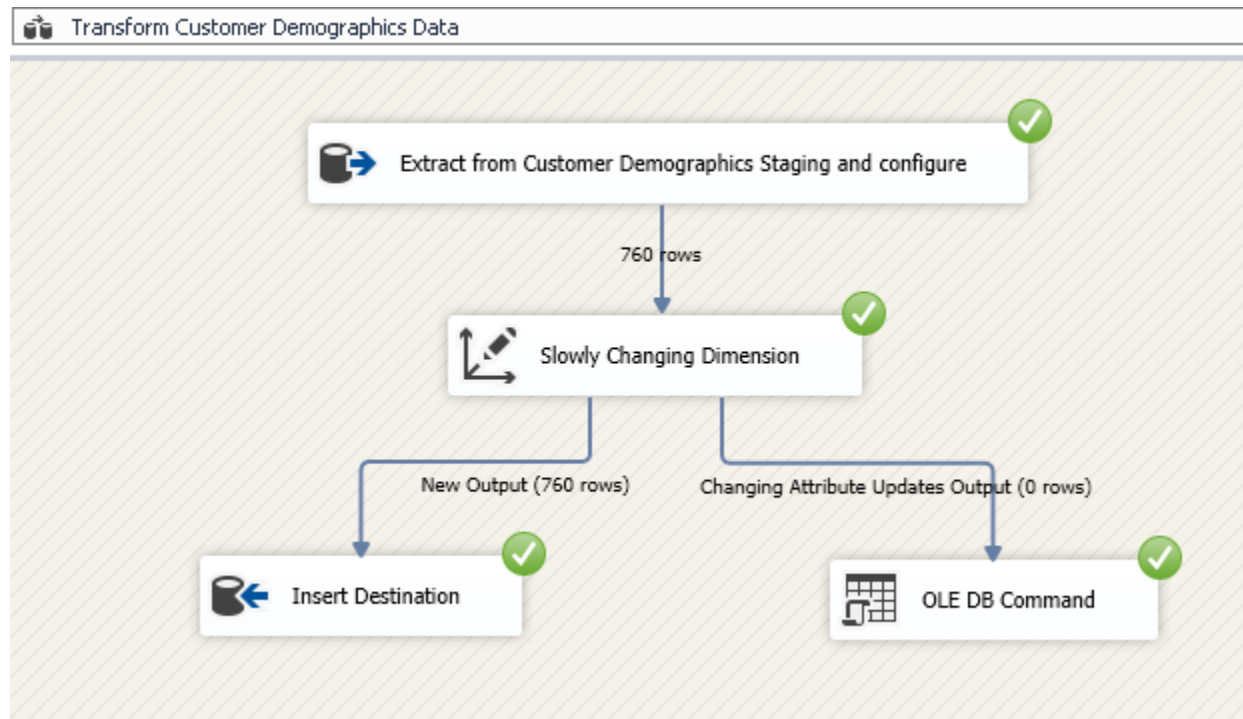 Transform Customer Demographics Data
Extract from Customer Demographics Staging and configure
760 rows
Slowly Changing Dimension
New Output (760 rows)
Changing Attribute Updates Output (0 rows)
Insert Destination
OLE DB Command